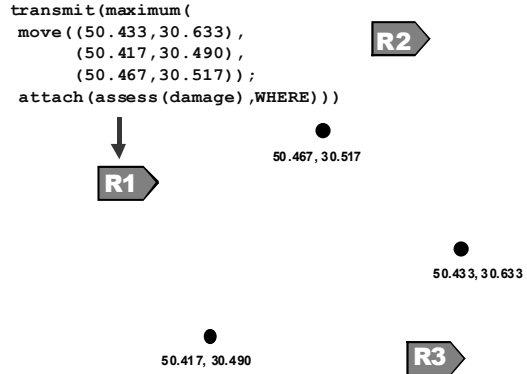 transmit(maximum(
move((50.433,30.633),
(50.417,30.490),
(50.467,30.517));
attach(assess(damage),WHERE)))
R2
50.467, 30.517
R1
50.433, 30.633
50.417, 30.490
R3